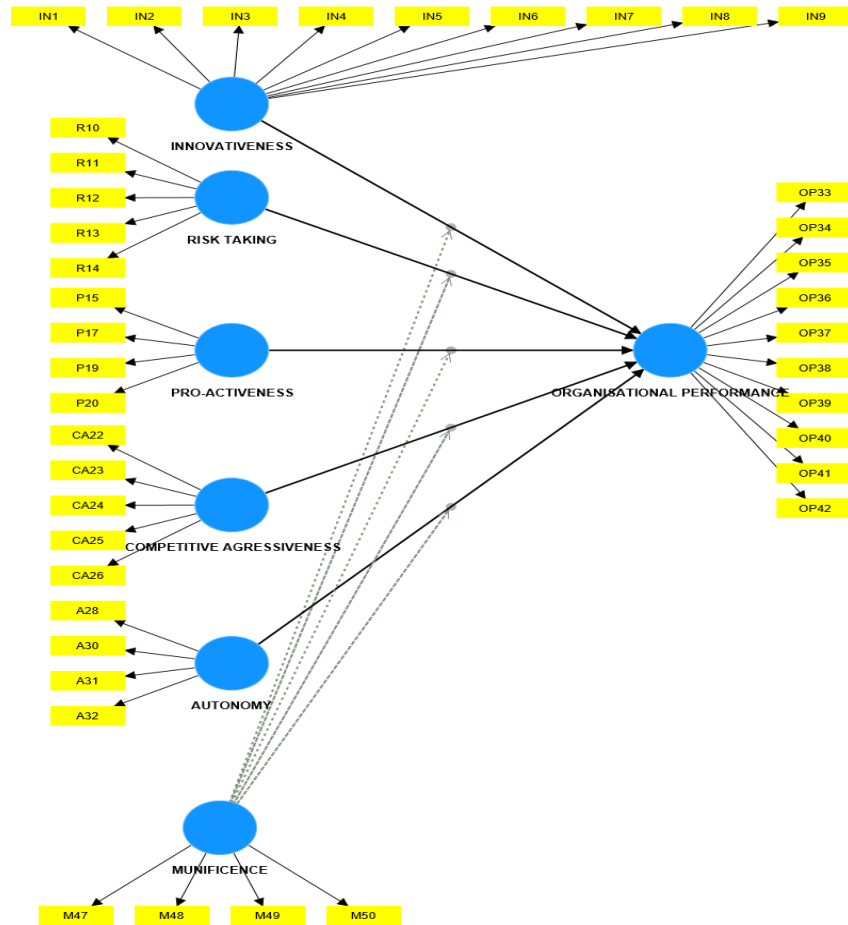 IN1
IN2
IN3
IN4
IN5
IN6
IN7
IN8
IN9
INNOVATIVENESS
R10
R11
R12
R13
R14
RISK TAKING
P15
P17
P19
P20
PRO-ACTIVENESS
CA22
CA23
CA24
CA25
CA26
COMPETITIVE AGRESSIVENESS
A28
A30
A31
A32
AUTONOMY
MUNIFICENCE
M47
M48
M49
M50
ORGANISATIONAL PERFORMANCE
OP33
OP34
OP35
OP36
OP37
OP38
OP39
OP40
OP41
OP42